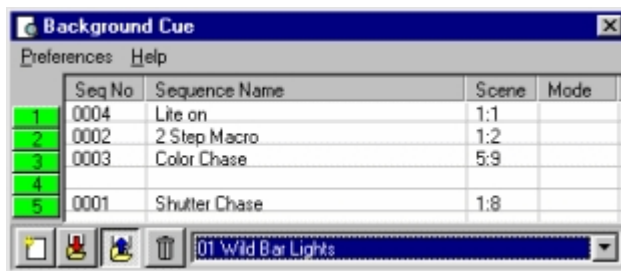 Background Cue
Preferences Help
Seq No Sequence Name Scene Mode
1 0004 Lite on 1:1
2 0002 2 Step Macro 1:2
3 0003 Color Chase 5:9
4
5 0001 Shutter Chase 1:8
01 Wild Bar Lights